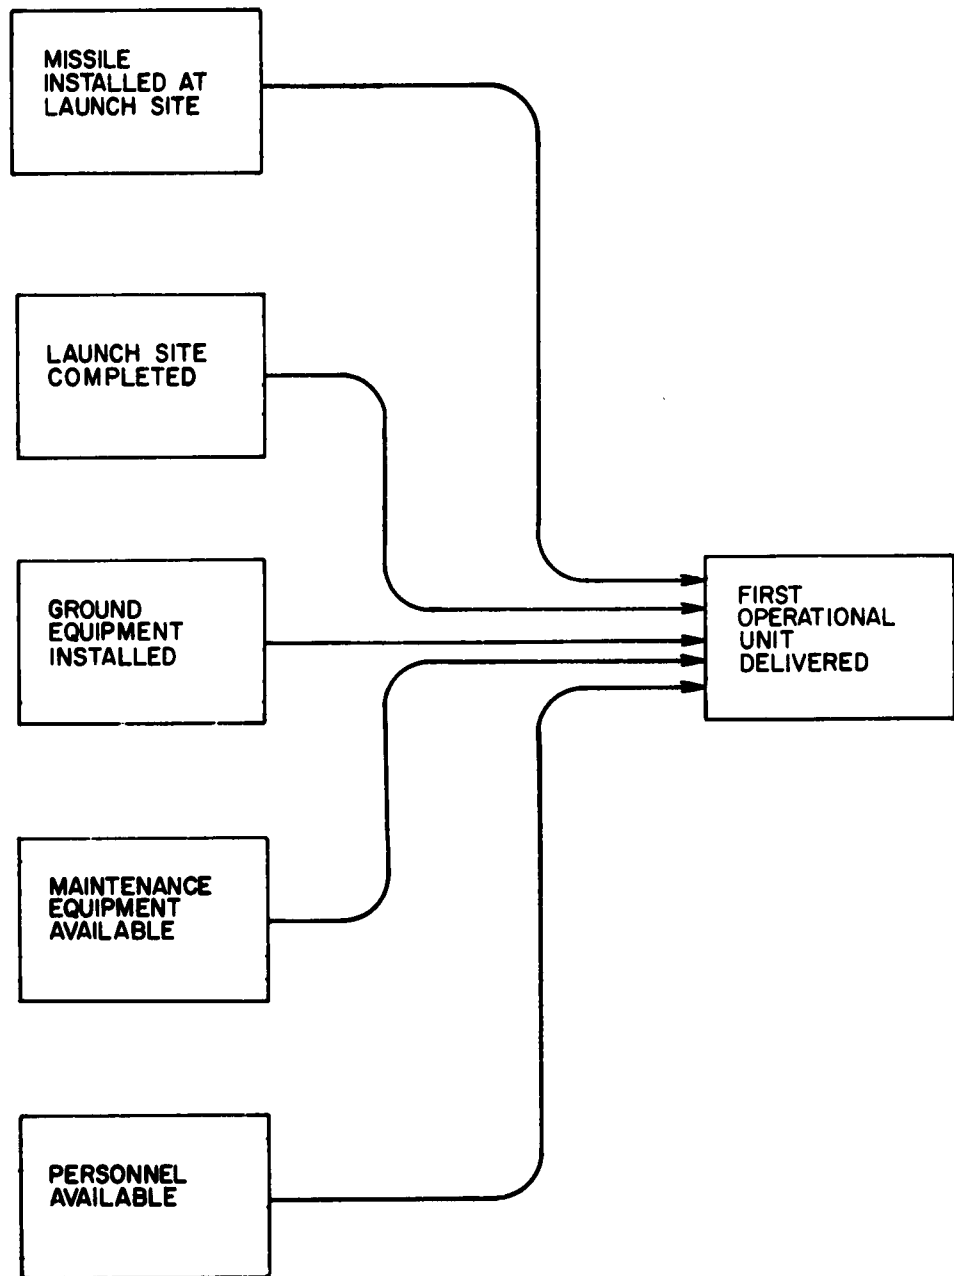 MISSILE
INSTALLED AT
LAUNCH SITE
LAUNCH SITE
COMPLETED
GROUND
EQUIPMENT
INSTALLED
MAINTENANCE
EQUIPMENT
AVAILABLE
PERSONNEL
AVAILABLE
FIRST
OPERATIONAL
UNIT
DELIVERED